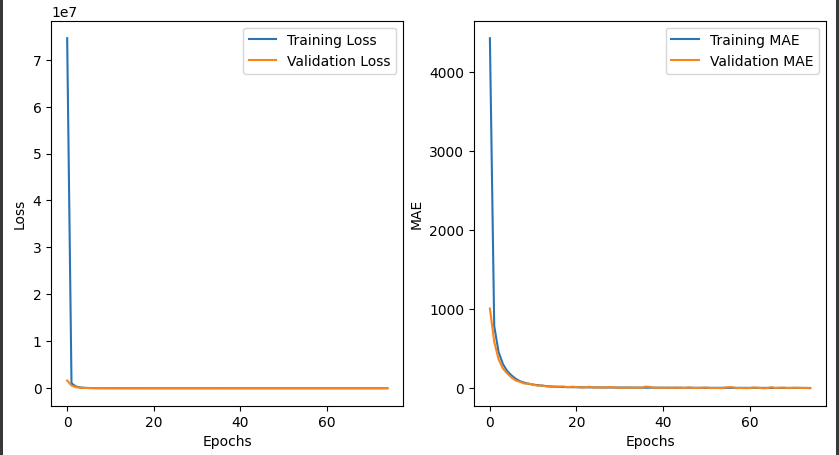 1e7
Training Loss
Validation Loss
7
6
5
4
3
2
1
0
Loss
0
20
40
60
Epochs
Training MAE
Validation MAE
4000
3000
2000
1000
0
MAE
0
20
40
60
Epochs